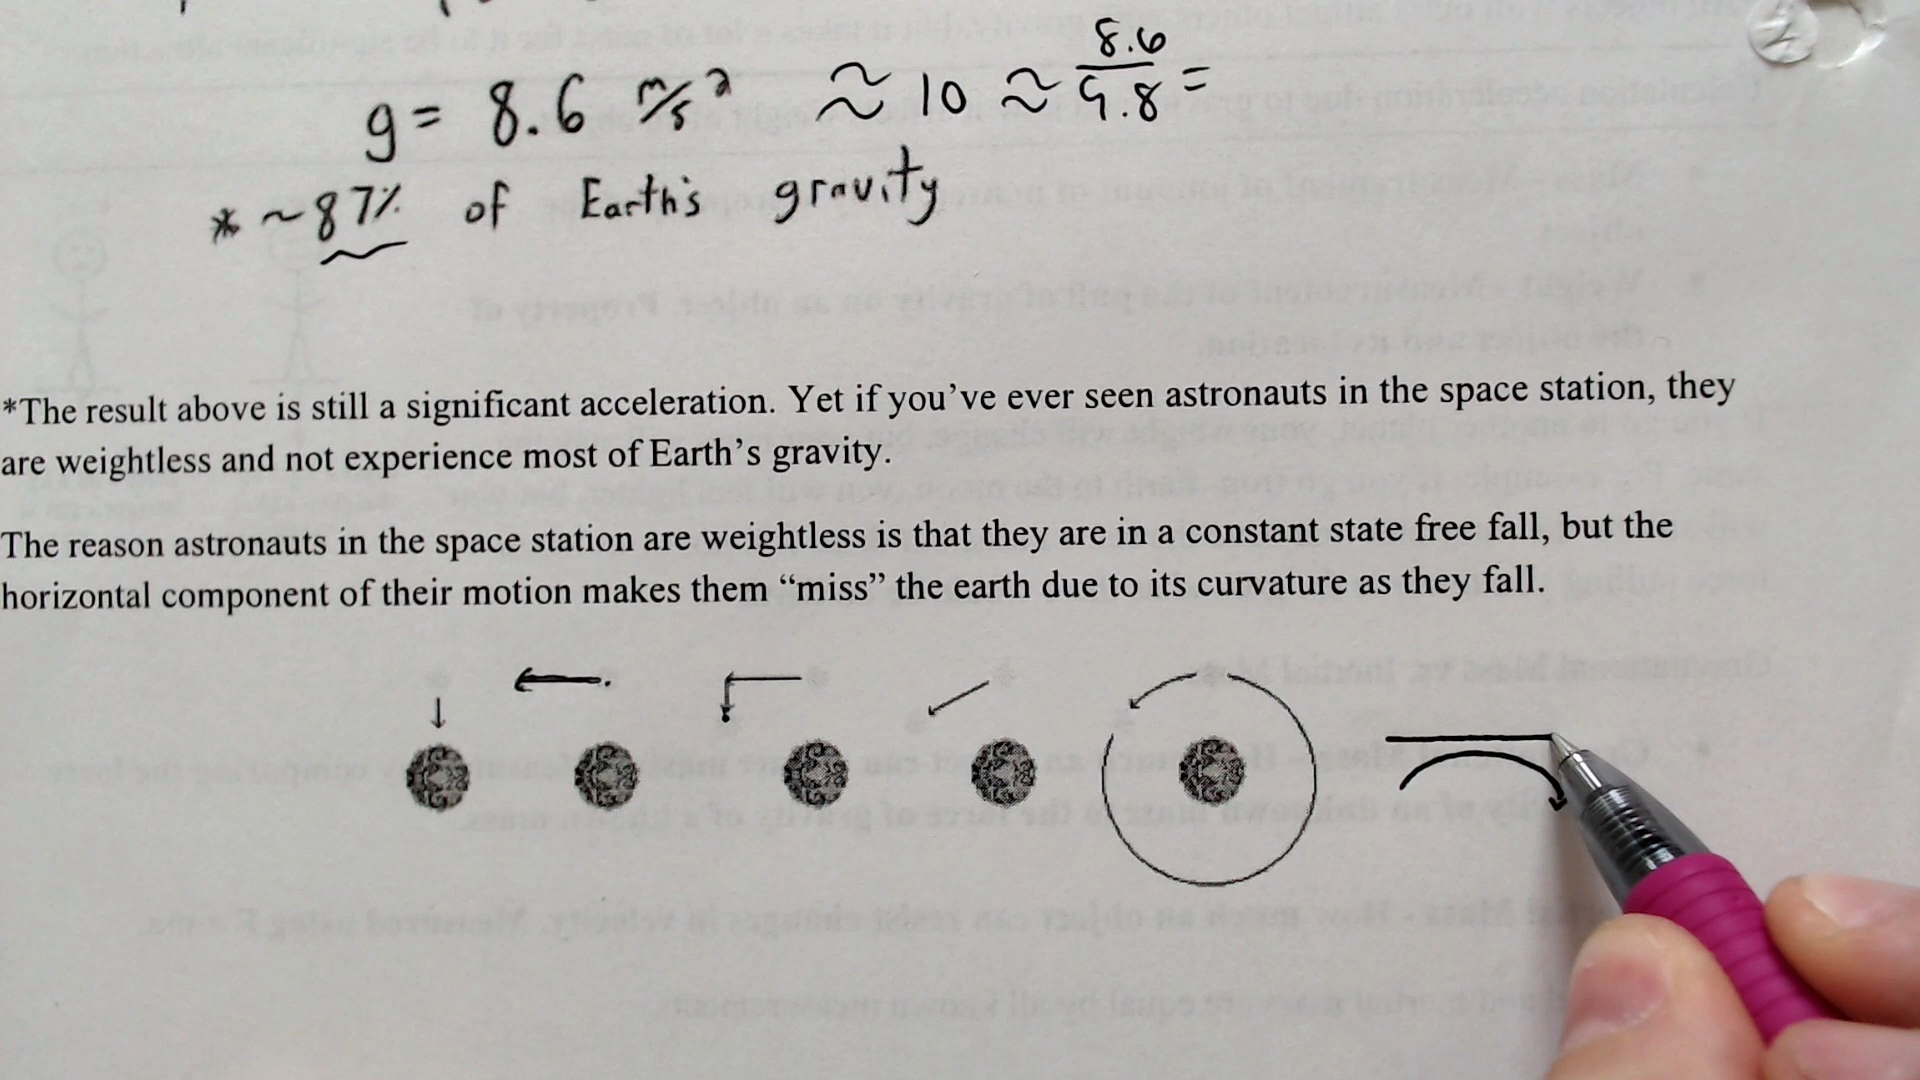 8.6
g = 8.6 m/s² ≈ 10 ≈ 9.8 =
* ~87% of Earth's gravity
*The result above is still a significant acceleration. Yet if you’ve ever seen astronauts in the space station, they
are weightless and not experience most of Earth’s gravity.
The reason astronauts in the space station are weightless is that they are in a constant state free fall, but the
horizontal component of their motion makes them “miss” the earth due to its curvature as they fall.